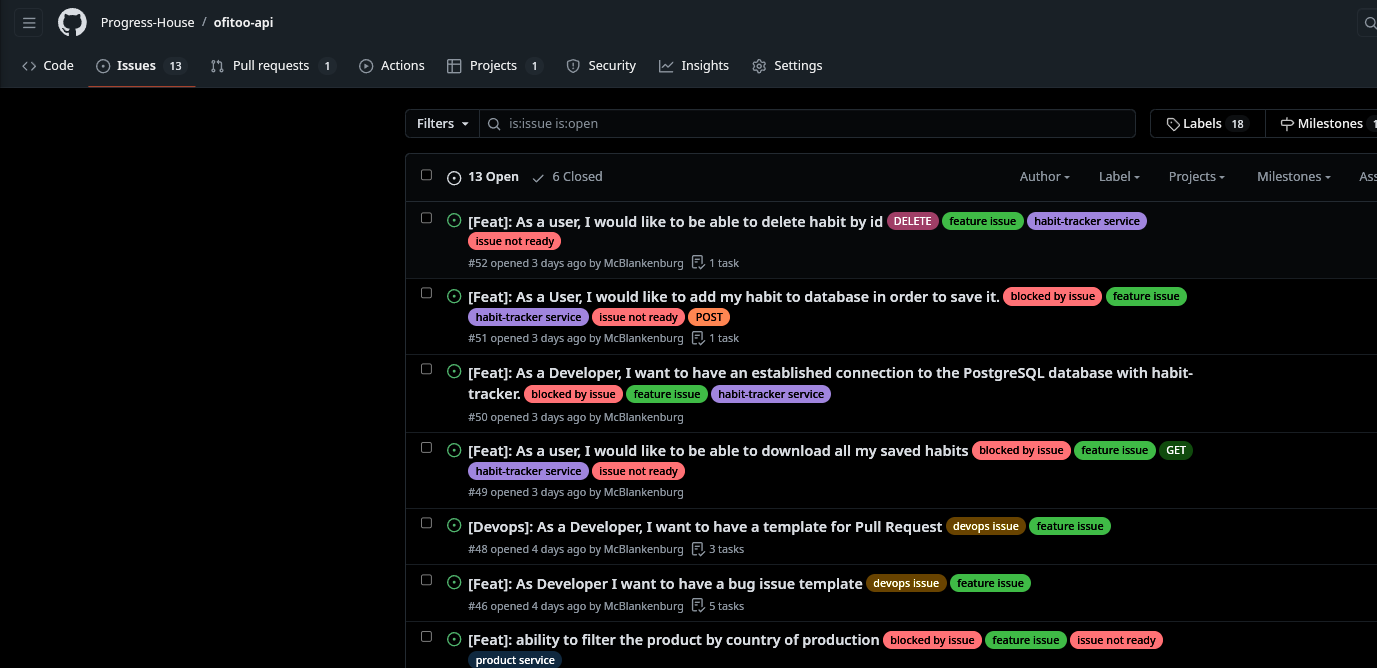 Progress-House / ofitoo-api
Code Issues 13 Pull requests 1 Actions Projects 1 Security Insights Settings
Filters is:issue is:open Labels 18 Milestones
13 Open 6 Closed Author Label Projects Milestones Ass
[Feat]: As a user, I would like to be able to delete habit by id DELETE feature issue habit-tracker service
issue not ready
#52 opened 3 days ago by McBlankenburg 1 task
[Feat]: As a User, I would like to add my habit to database in order to save it. blocked by issue feature issue
habit-tracker service issue not ready POST
#51 opened 3 days ago by McBlankenburg 1 task
[Feat]: As a Developer, I want to have an established connection to the PostgreSQL database with habit-
tracker. blocked by issue feature issue habit-tracker service
#50 opened 3 days ago by McBlankenburg
[Feat]: As a user, I would like to be able to download all my saved habits blocked by issue feature issue GET
habit-tracker service issue not ready
#49 opened 3 days ago by McBlankenburg
[Devops]: As a Developer, I want to have a template for Pull Request devops issue feature issue
#48 opened 4 days ago by McBlankenburg 3 tasks
[Feat]: As Developer I want to have a bug issue template devops issue feature issue
#46 opened 4 days ago by McBlankenburg 5 tasks
[Feat]: ability to filter the product by country of production blocked by issue feature issue issue not ready
product service